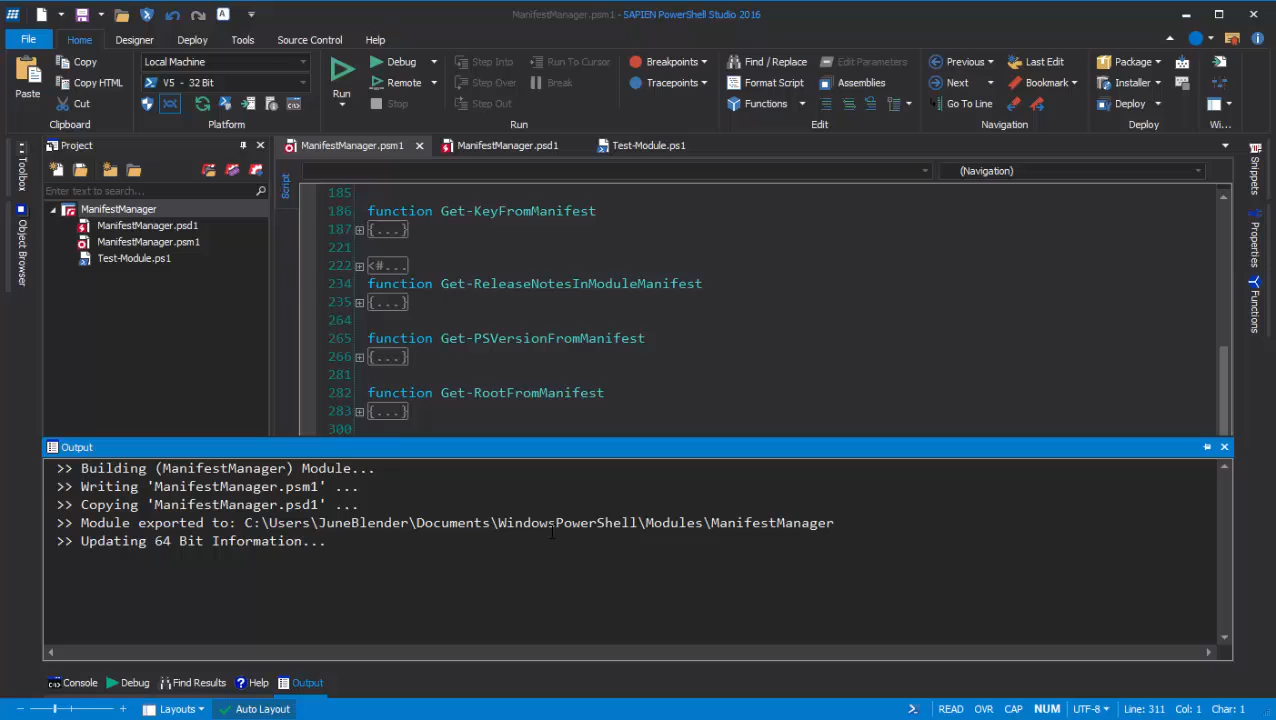 ManifestManager.psm1 - SAPIEN PowerShell Studio 2016
File Home Designer Deploy Tools Source Control Help
Paste
Copy
Copy HTML
Cut
Clipboard
Local Machine
V5 - 32 Bit
Platform
Run
Debug
Remote
Stop
Step Into
Step Over
Step Out
Run To Cursor
Break
Breakpoints
Tracepoints
Run
Find / Replace
Format Script
Functions
Edit Parameters
Assemblies
Edit
Previous
Next
Go To Line
Last Edit
Bookmark
Navigation
Package
Installer
Deploy
Deploy
Wi...
Toolbox
Object Browser
Project
Enter text to search...
ManifestManager
ManifestManager.psd1
ManifestManager.psm1
Test-Module.ps1
ManifestManager.psm1 ManifestManager.psd1 Test-Module.ps1
Script
(Navigation)
185
186 function Get-KeyFromManifest
187 {...}
221
222 <#...
234 function Get-ReleaseNotesInModuleManifest
235 {...}
264
265 function Get-PSVersionFromManifest
266 {...}
281
282 function Get-RootFromManifest
283 {...}
300
Snippets
Properties
Functions
Output
>> Building (ManifestManager) Module...
>> Writing 'ManifestManager.psm1' ...
>> Copying 'ManifestManager.psd1' ...
>> Module exported to: C:\Users\JuneBlender\Documents\WindowsPowerShell\Modules\ManifestManager
>> Updating 64 Bit Information...
Console Debug Find Results Help Output
Layouts Auto Layout READ OVR CAP NUM UTF-8 Line: 311 Col: 1 Char: 1